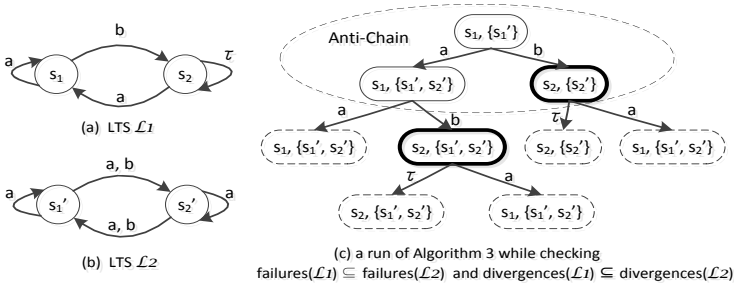 a
b
s₁
s₂
τ
a
(a) LTS ℒ1
a
a, b
s₁'
s₂'
a
a, b
(b) LTS ℒ2
Anti-Chain
s₁, {s₁'}
a
b
s₁, {s₁', s₂'}
s₂, {s₂'}
a
b
τ
a
s₁, {s₁', s₂'}
s₂, {s₁', s₂'}
s₂, {s₂'}
s₁, {s₁', s₂'}
τ
a
s₂, {s₁', s₂'}
s₁, {s₁', s₂'}
(c) a run of Algorithm 3 while checking
failures(ℒ1) ⊆ failures(ℒ2) and divergences(ℒ1) ⊆ divergences(ℒ2)